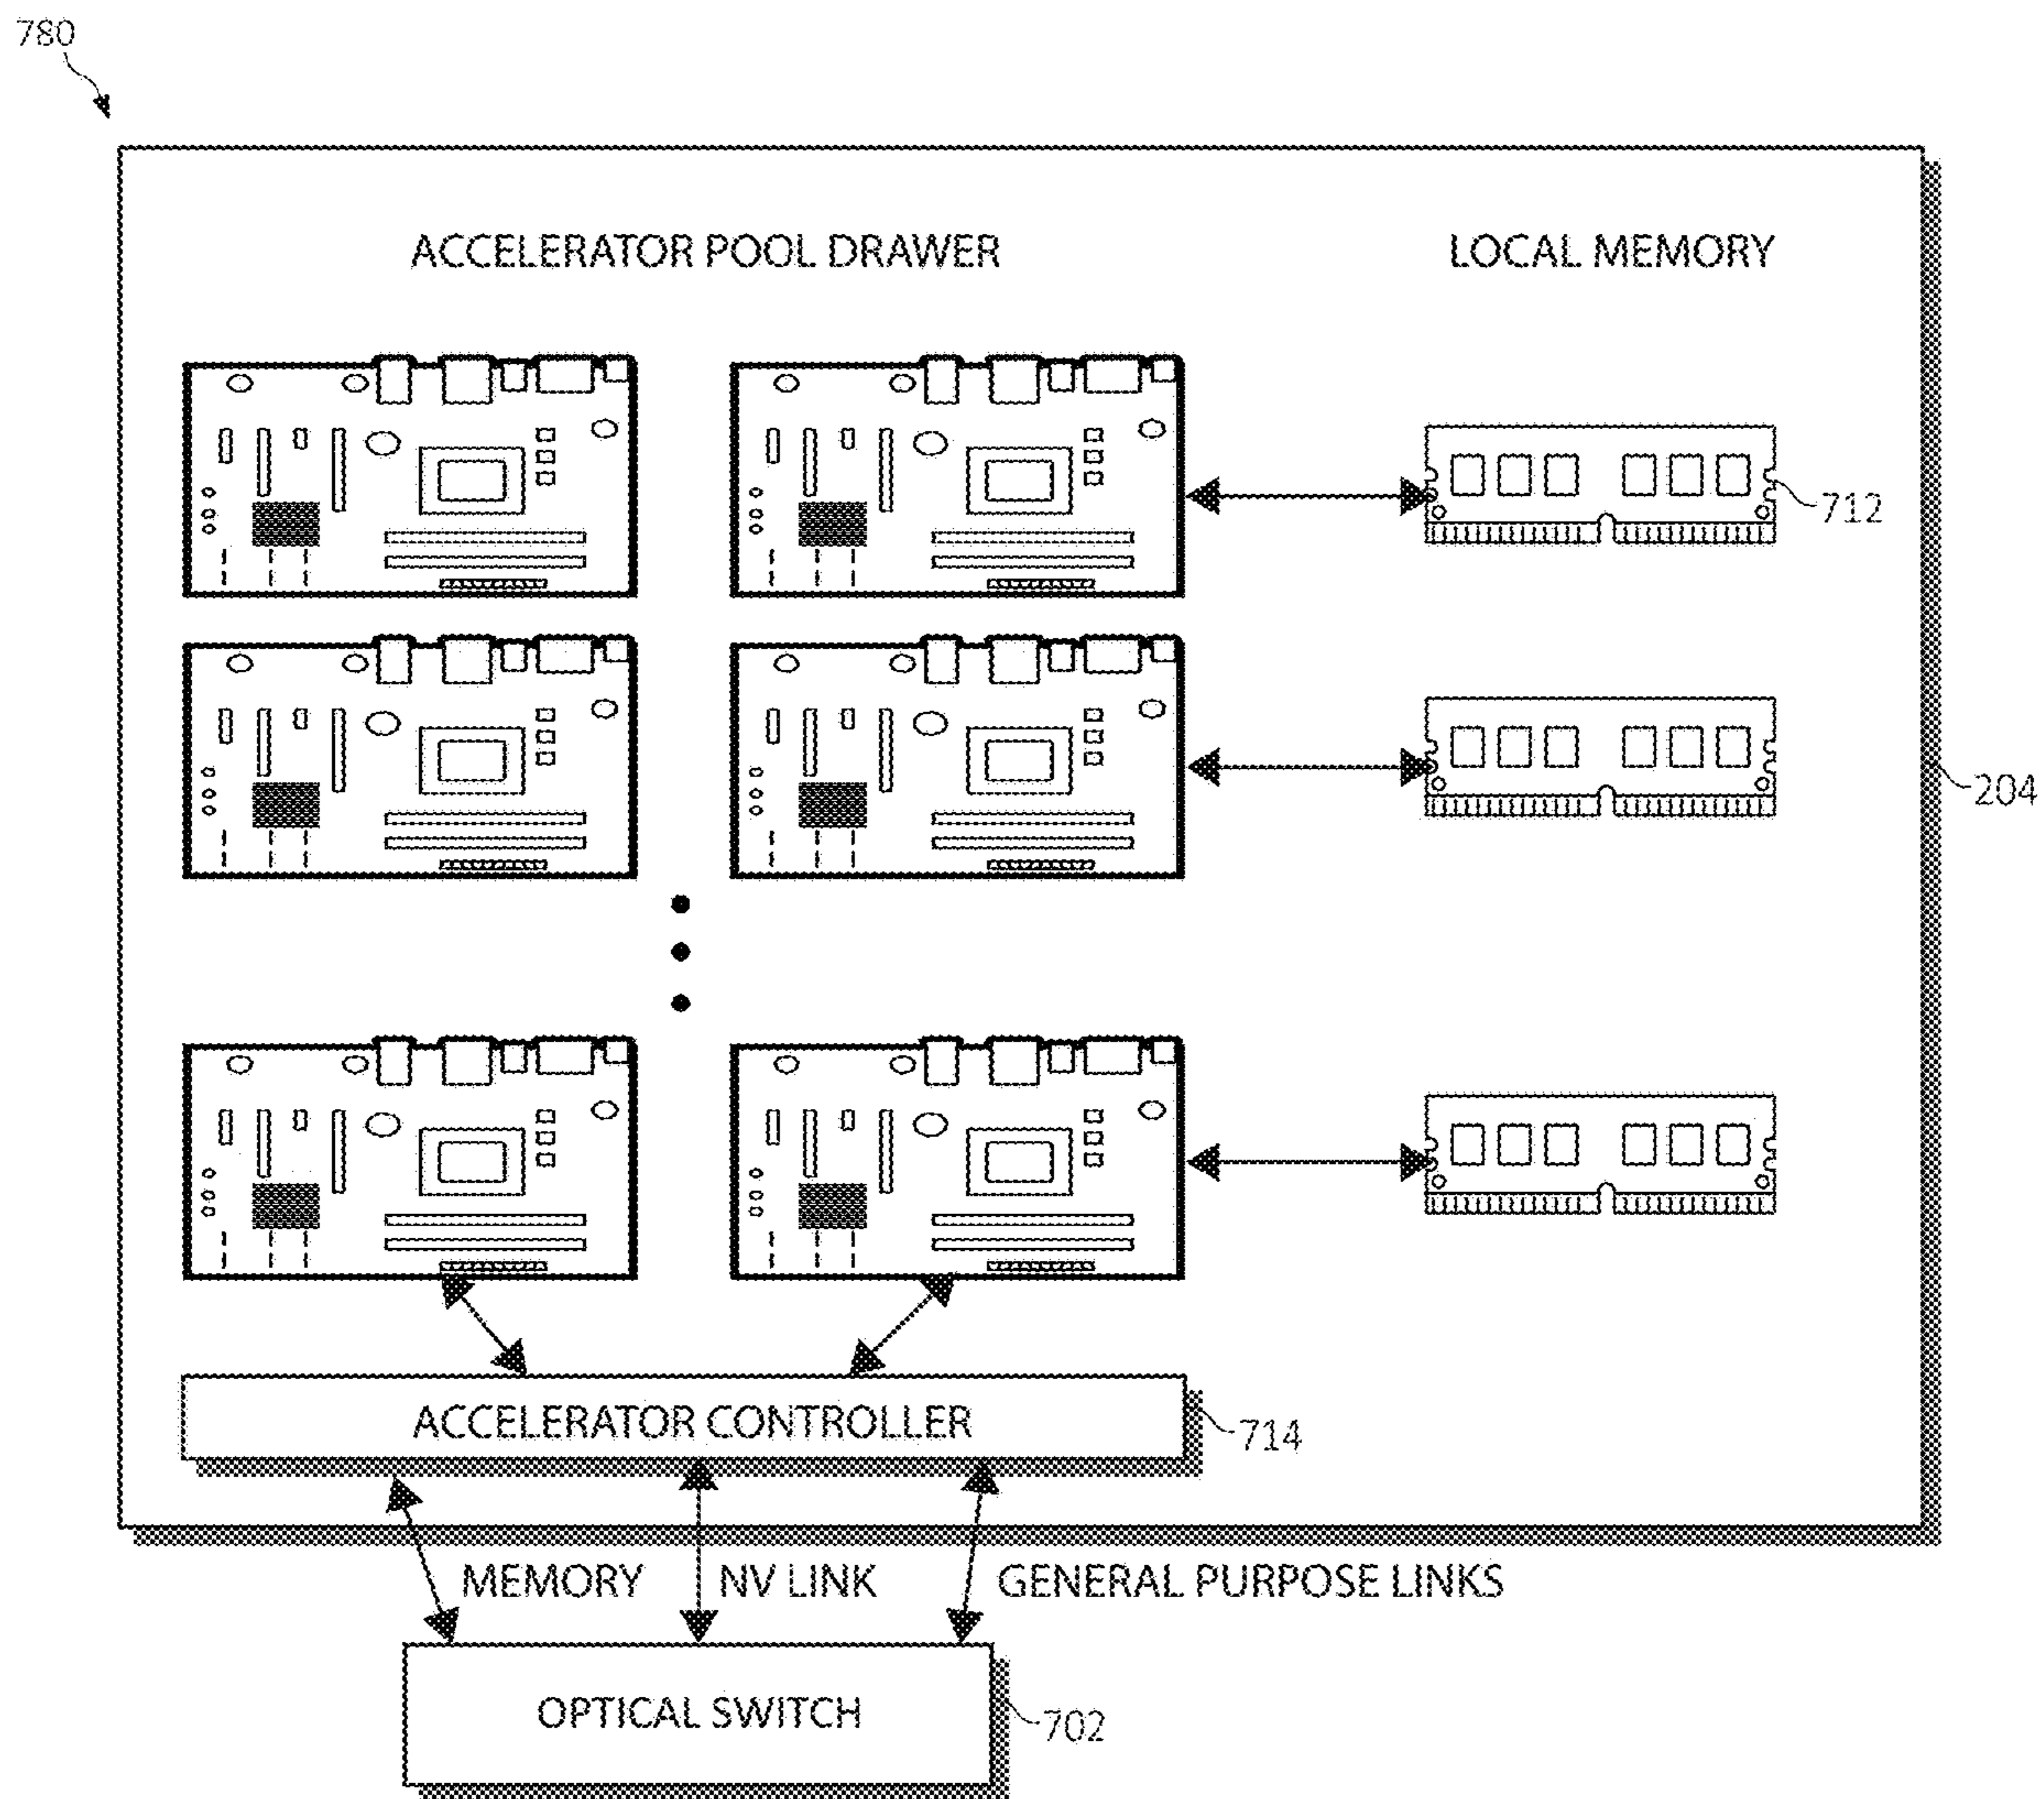 780
ACCELERATOR POOL DRAWER
LOCAL MEMORY
712
204
ACCELERATOR CONTROLLER
714
MEMORY
NV LINK
GENERAL PURPOSE LINKS
OPTICAL SWITCH
702